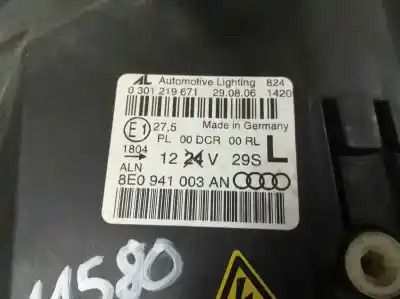 AL Automotive Lighting 824
0 301 219 671 29.08.06 1420
E1 27,5 Made in Germany
PL 00 DCR 00 RL
1804 12 24 V 29S L
ALN
8E0 941 003 AN
11580